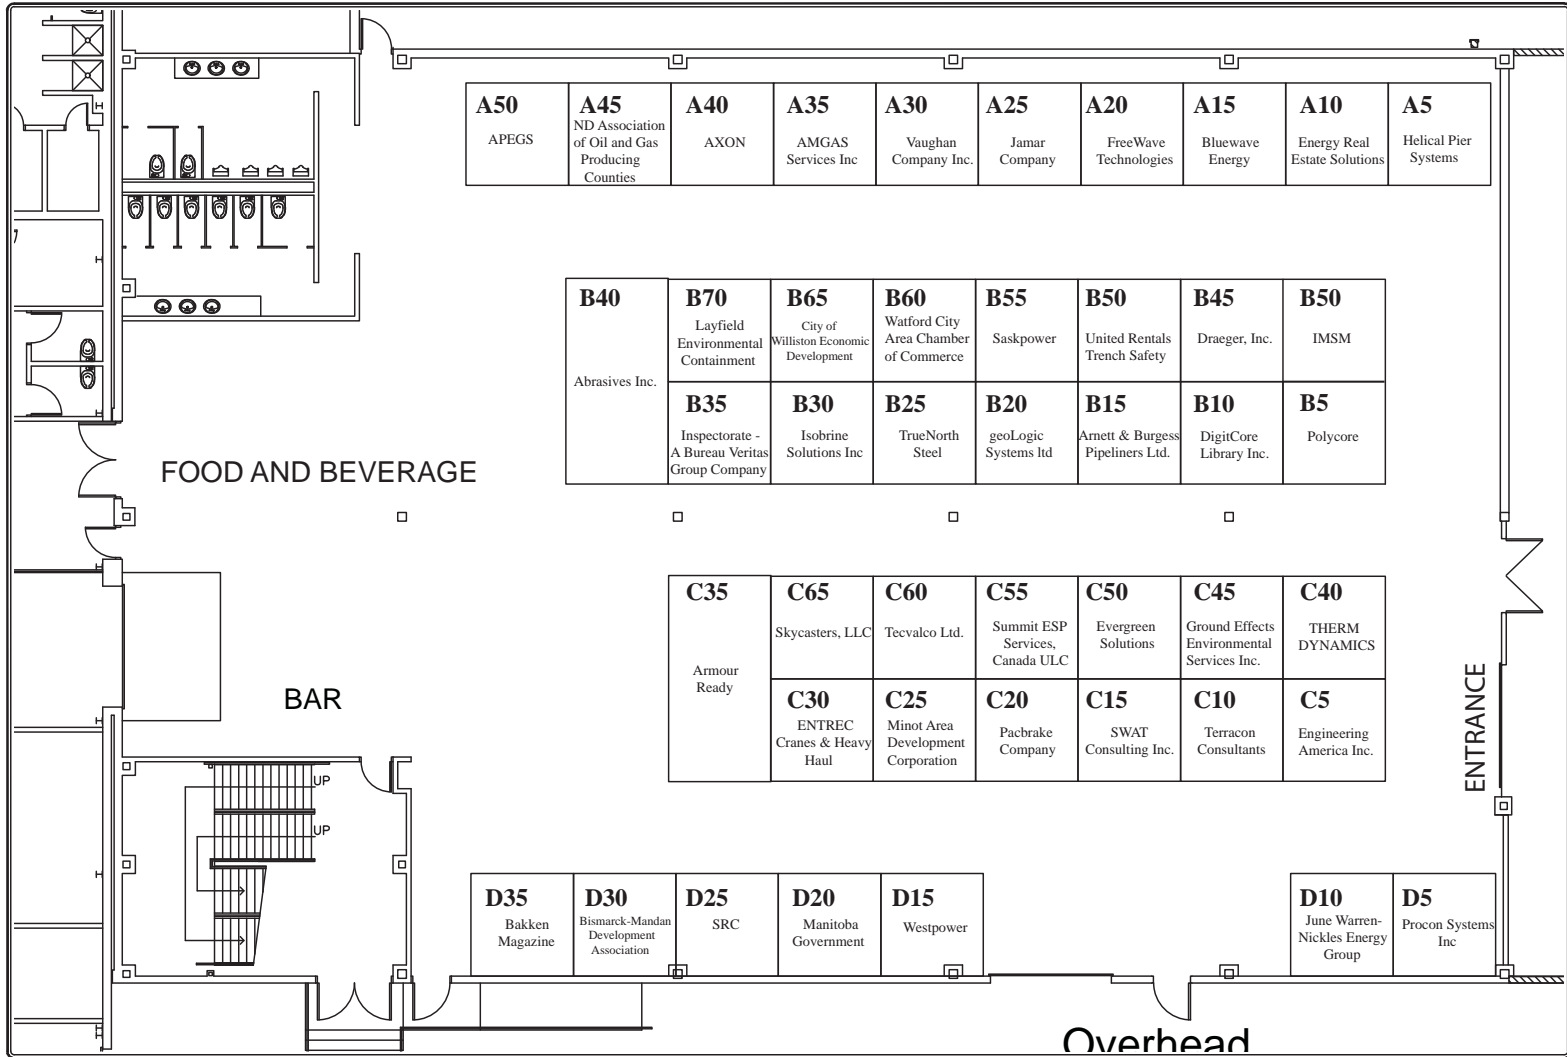 A50
APEGS
A45
ND Association
of Oil and Gas
Producing
Counties
A40
AXON
A35
AMGAS
Services Inc
A30
Vaughan
Company Inc.
A25
Jamar
Company
A20
FreeWave
Technologies
A15
Bluewave
Energy
A10
Energy Real
Estate Solutions
A5
Helical Pier
Systems
B40
Abrasives Inc.
B70
Layfield
Environmental
Containment
B65
City of
Williston Economic
Development
B60
Watford City
Area Chamber
of Commerce
B55
Saskpower
B50
United Rentals
Trench Safety
B45
Draeger, Inc.
B50
IMSM
B35
Inspectorate -
A Bureau Veritas
Group Company
B30
Isobrine
Solutions Inc
B25
TrueNorth
Steel
B20
geoLogic
Systems ltd
B15
Arnett & Burgess
Pipeliners Ltd.
B10
DigitCore
Library Inc.
B5
Polycore
FOOD AND BEVERAGE
C35
Armour
Ready
C65
Skycasters, LLC
C60
Tecvalco Ltd.
C55
Summit ESP
Services,
Canada ULC
C50
Evergreen
Solutions
C45
Ground Effects
Environmental
Services Inc.
C40
THERM
DYNAMICS
C30
ENTREC
Cranes & Heavy
Haul
C25
Minot Area
Development
Corporation
C20
Pacbrake
Company
C15
SWAT
Consulting Inc.
C10
Terracon
Consultants
C5
Engineering
America Inc.
BAR
ENTRANCE
UP
UP
D35
Bakken
Magazine
D30
Bismarck-Mandan
Development
Association
D25
SRC
D20
Manitoba
Government
D15
Westpower
D10
June Warren-
Nickles Energy
Group
D5
Procon Systems
Inc
Overhead